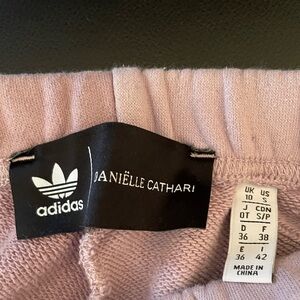 adidas
DANIËLLE CATHARI
UK US
10 S
J CDN
OT S/P
D F
36 38
E I
36 42
MADE IN
CHINA